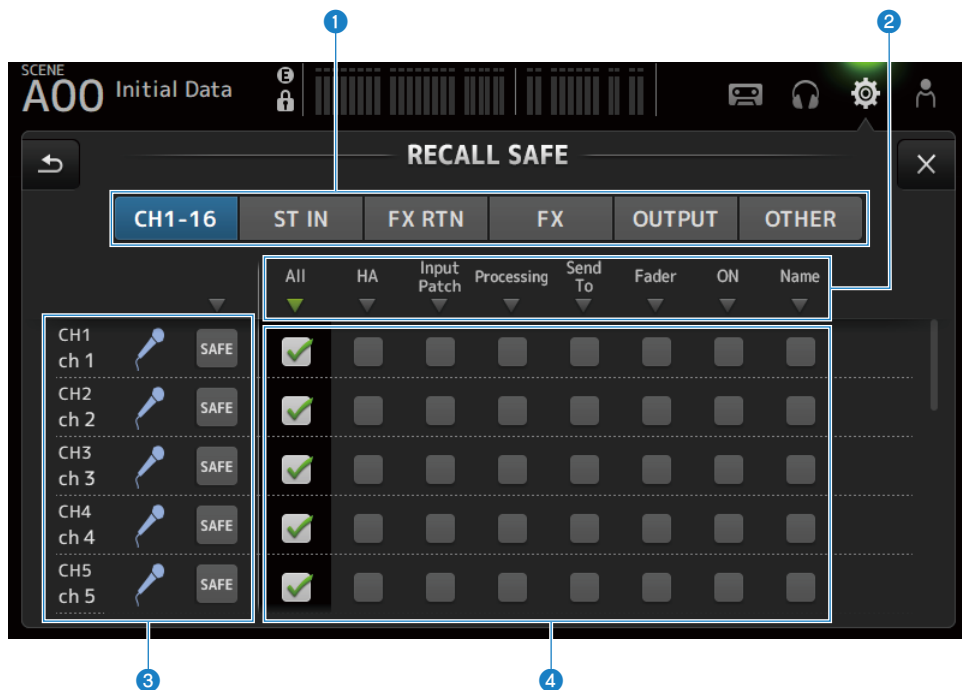 1
2
SCENE
A00 Initial Data
E
RECALL SAFE
CH1-16 ST IN FX RTN FX OUTPUT OTHER
All HA Input Patch Processing Send To Fader ON Name
CH1
ch 1 SAFE
CH2
ch 2 SAFE
CH3
ch 3 SAFE
CH4
ch 4 SAFE
CH5
ch 5 SAFE
3
4